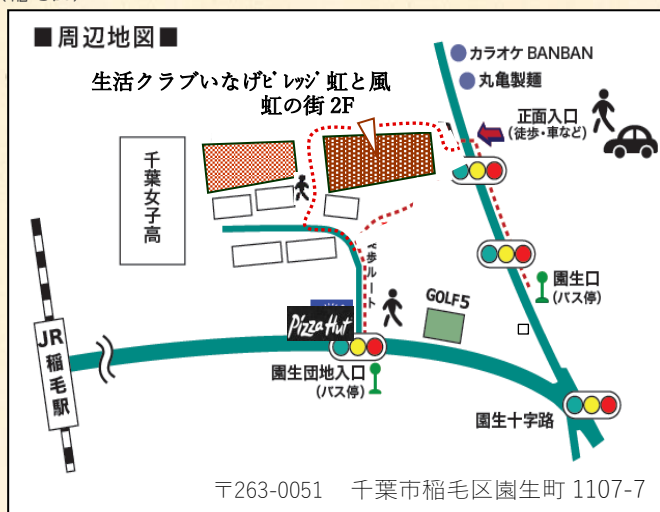 ■周辺地図■
カラオケ BANBAN
丸亀製麺
生活クラブいなげビレッジ 虹と風
虹の街 2F
正面入口
(徒歩・車など)
千葉女子高
園生口
(バス停)
歩ルート
GOLF5
Pizza Hut
JR稲毛駅
園生団地入口
(バス停)
園生十字路
〒263-0051 千葉市稲毛区園生町 1107-7